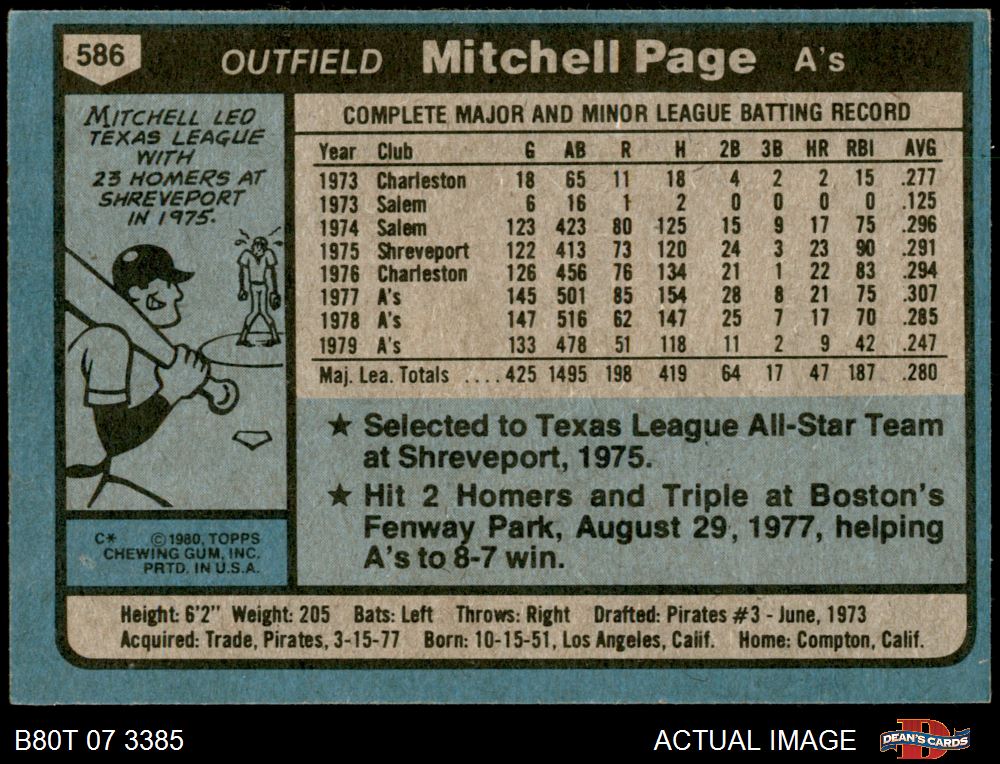 586
OUTFIELD Mitchell Page A's
MITCHELL LED
TEXAS LEAGUE
WITH
23 HOMERS AT
SHREVEPORT
IN 1975.
COMPLETE MAJOR AND MINOR LEAGUE BATTING RECORD
Year Club G AB R H 2B 3B HR RBI AVG
1973 Charleston 18 65 11 18 4 2 2 15 .277
1973 Salem 6 16 1 2 0 0 0 0 .125
1974 Salem 123 423 80 125 15 9 17 75 .296
1975 Shreveport 122 413 73 120 24 3 23 90 .291
1976 Charleston 126 456 76 134 21 1 22 83 .294
1977 A's 145 501 85 154 28 8 21 75 .307
1978 A's 147 516 62 147 25 7 17 70 .285
1979 A's 133 478 51 118 11 2 9 42 .247
Maj. Lea. Totals ....425 1495 198 419 64 17 47 187 .280
★ Selected to Texas League All-Star Team
at Shreveport, 1975.
★ Hit 2 Homers and Triple at Boston's
Fenway Park, August 29, 1977, helping
A's to 8-7 win.
C* © 1980, TOPPS
CHEWING GUM, INC.
PRTD. IN U.S.A.
Height: 6'2" Weight: 205 Bats: Left Throws: Right Drafted: Pirates #3 - June, 1973
Acquired: Trade, Pirates, 3-15-77 Born: 10-15-51, Los Angeles, Calif. Home: Compton, Calif.
B80T 07 3385 ACTUAL IMAGE
D
DEAN'S CARDS